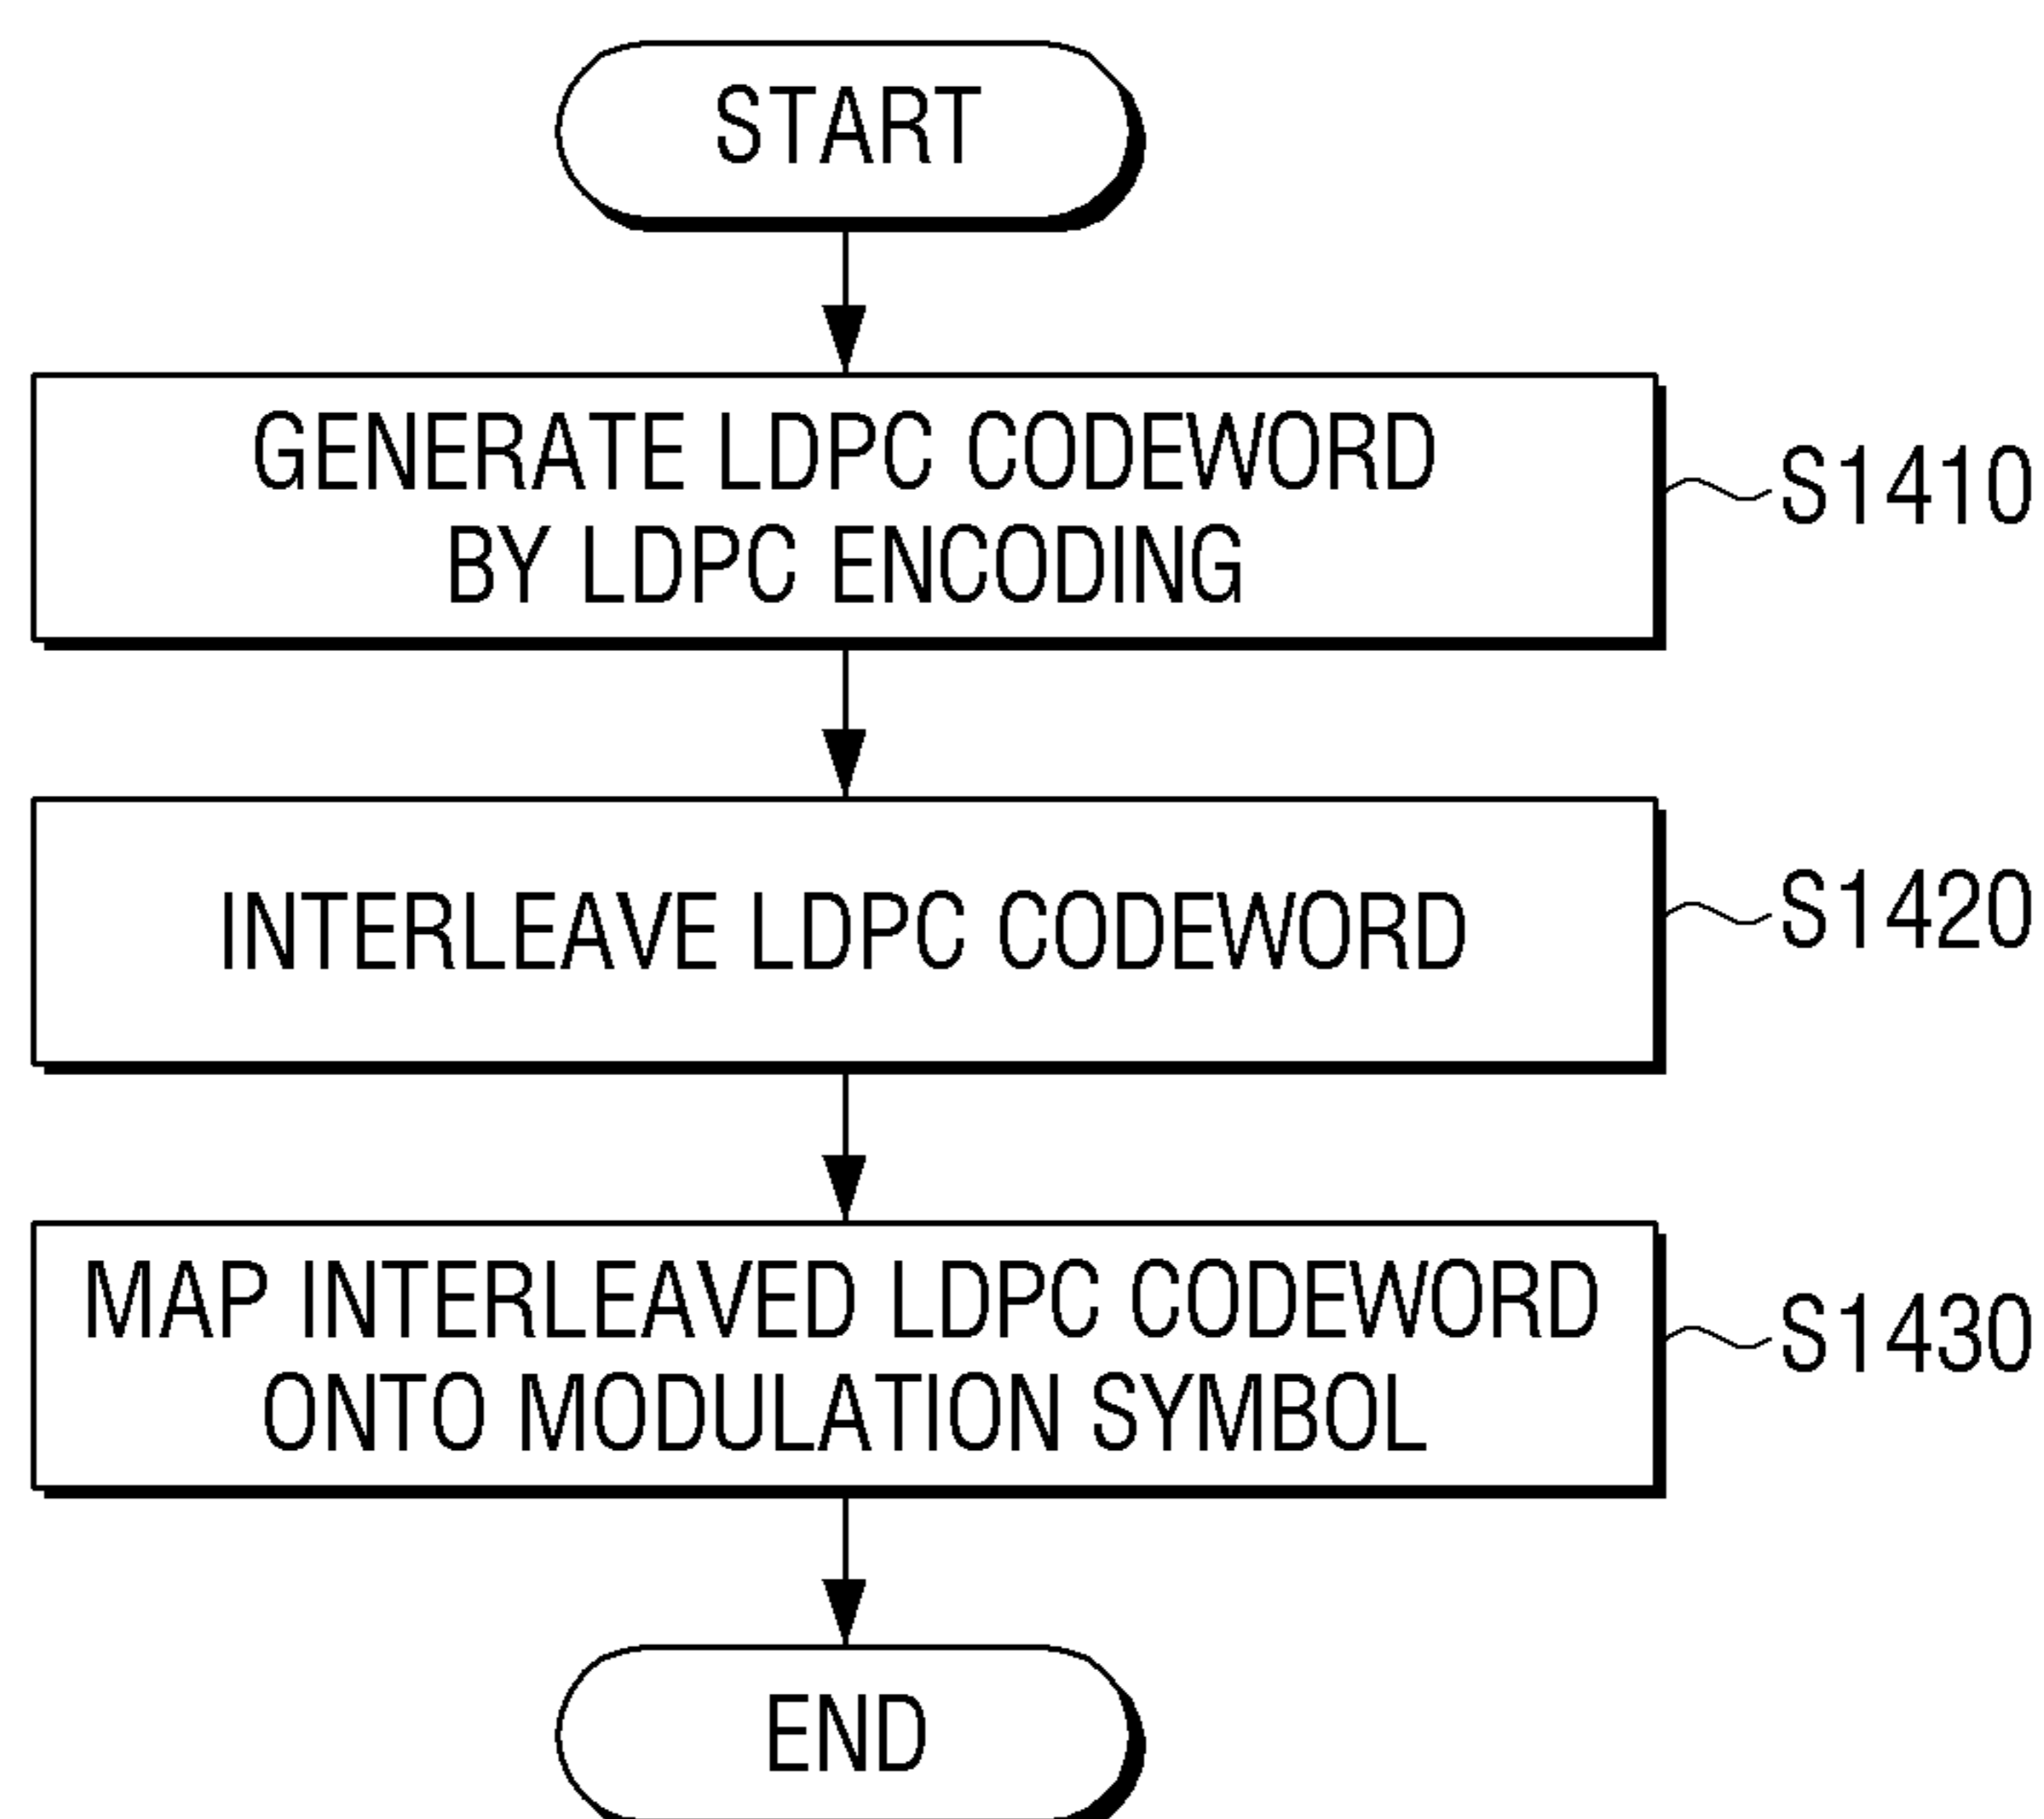 START
GENERATE LDPC CODEWORD
BY LDPC ENCODING
S1410
INTERLEAVE LDPC CODEWORD
S1420
MAP INTERLEAVED LDPC CODEWORD
ONTO MODULATION SYMBOL
S1430
END